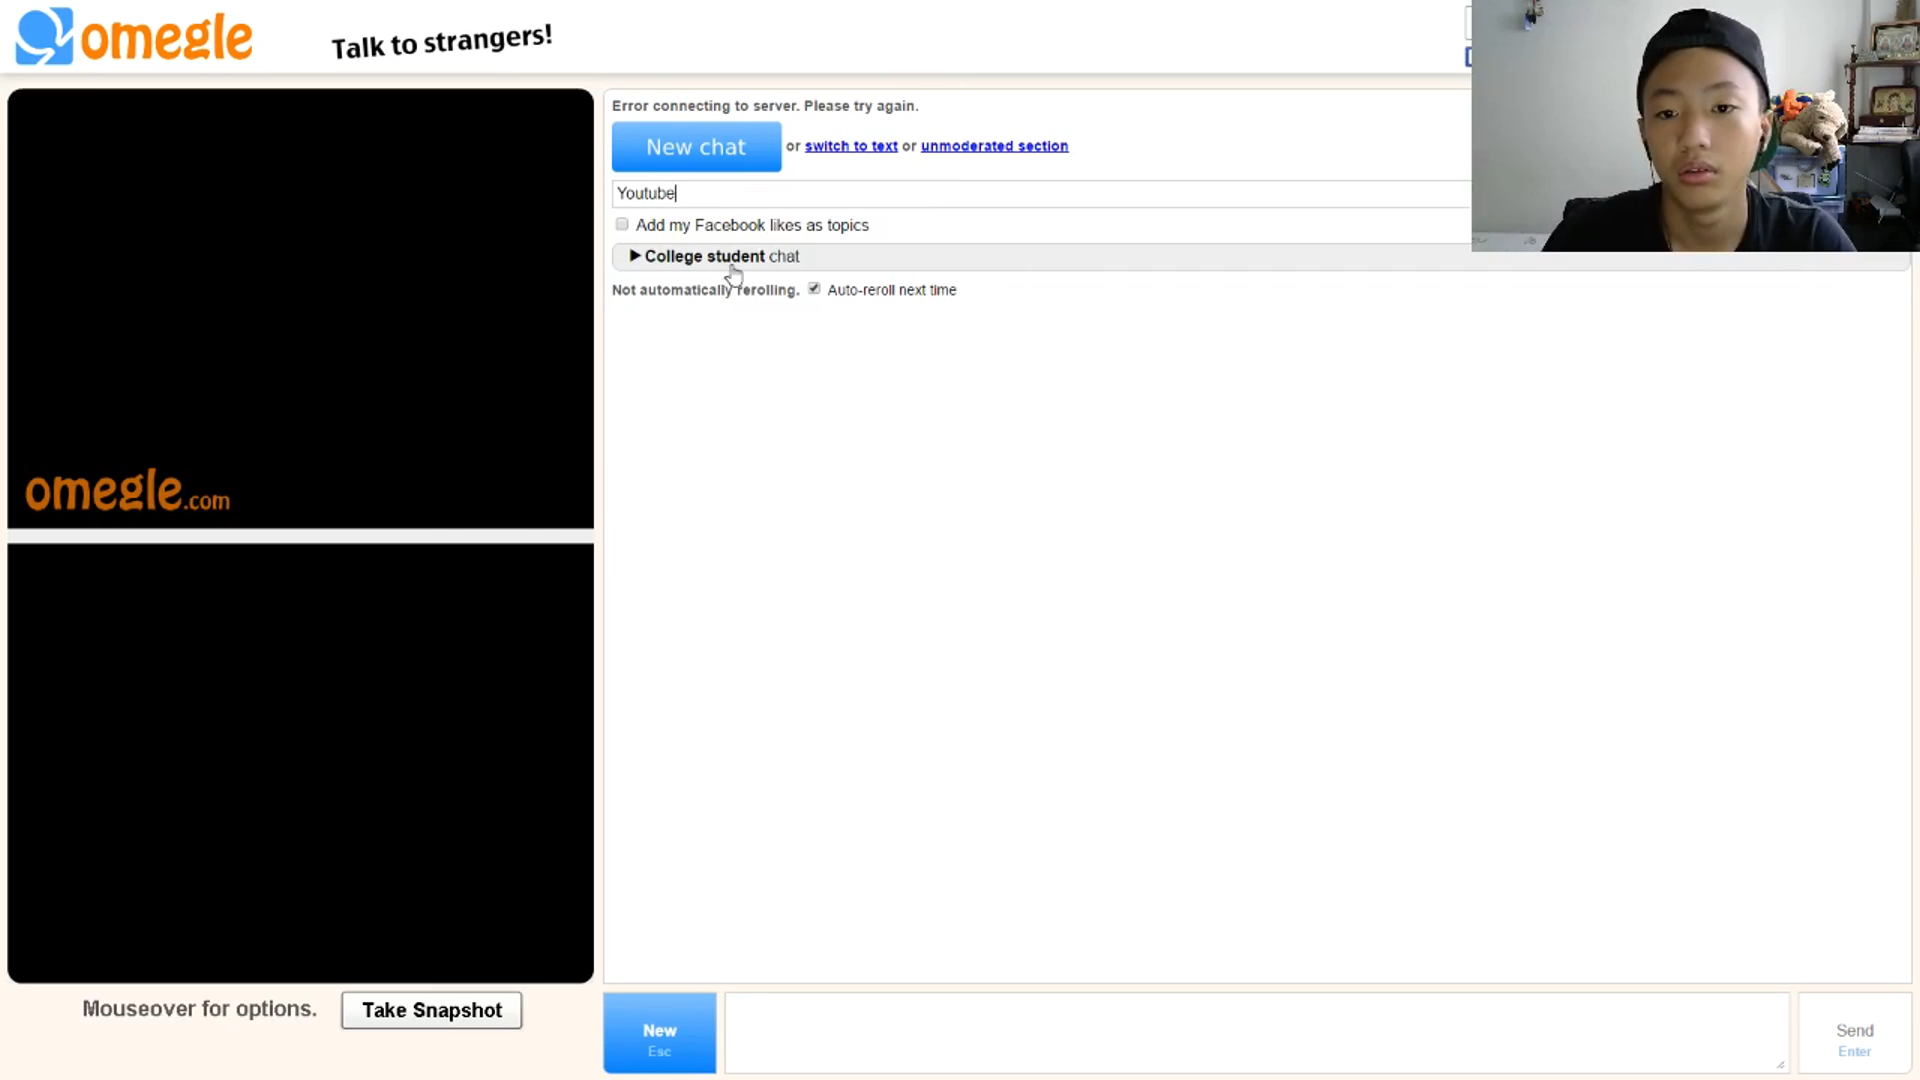 omegle
Talk to strangers!
Error connecting to server. Please try again.
New chat or switch to text or unmoderated section
Youtube
Add my Facebook likes as topics
College student chat
Not automatically rerolling. Auto-reroll next time
omegle.com
Mouseover for options.
Take Snapshot
New
Esc
Send
Enter